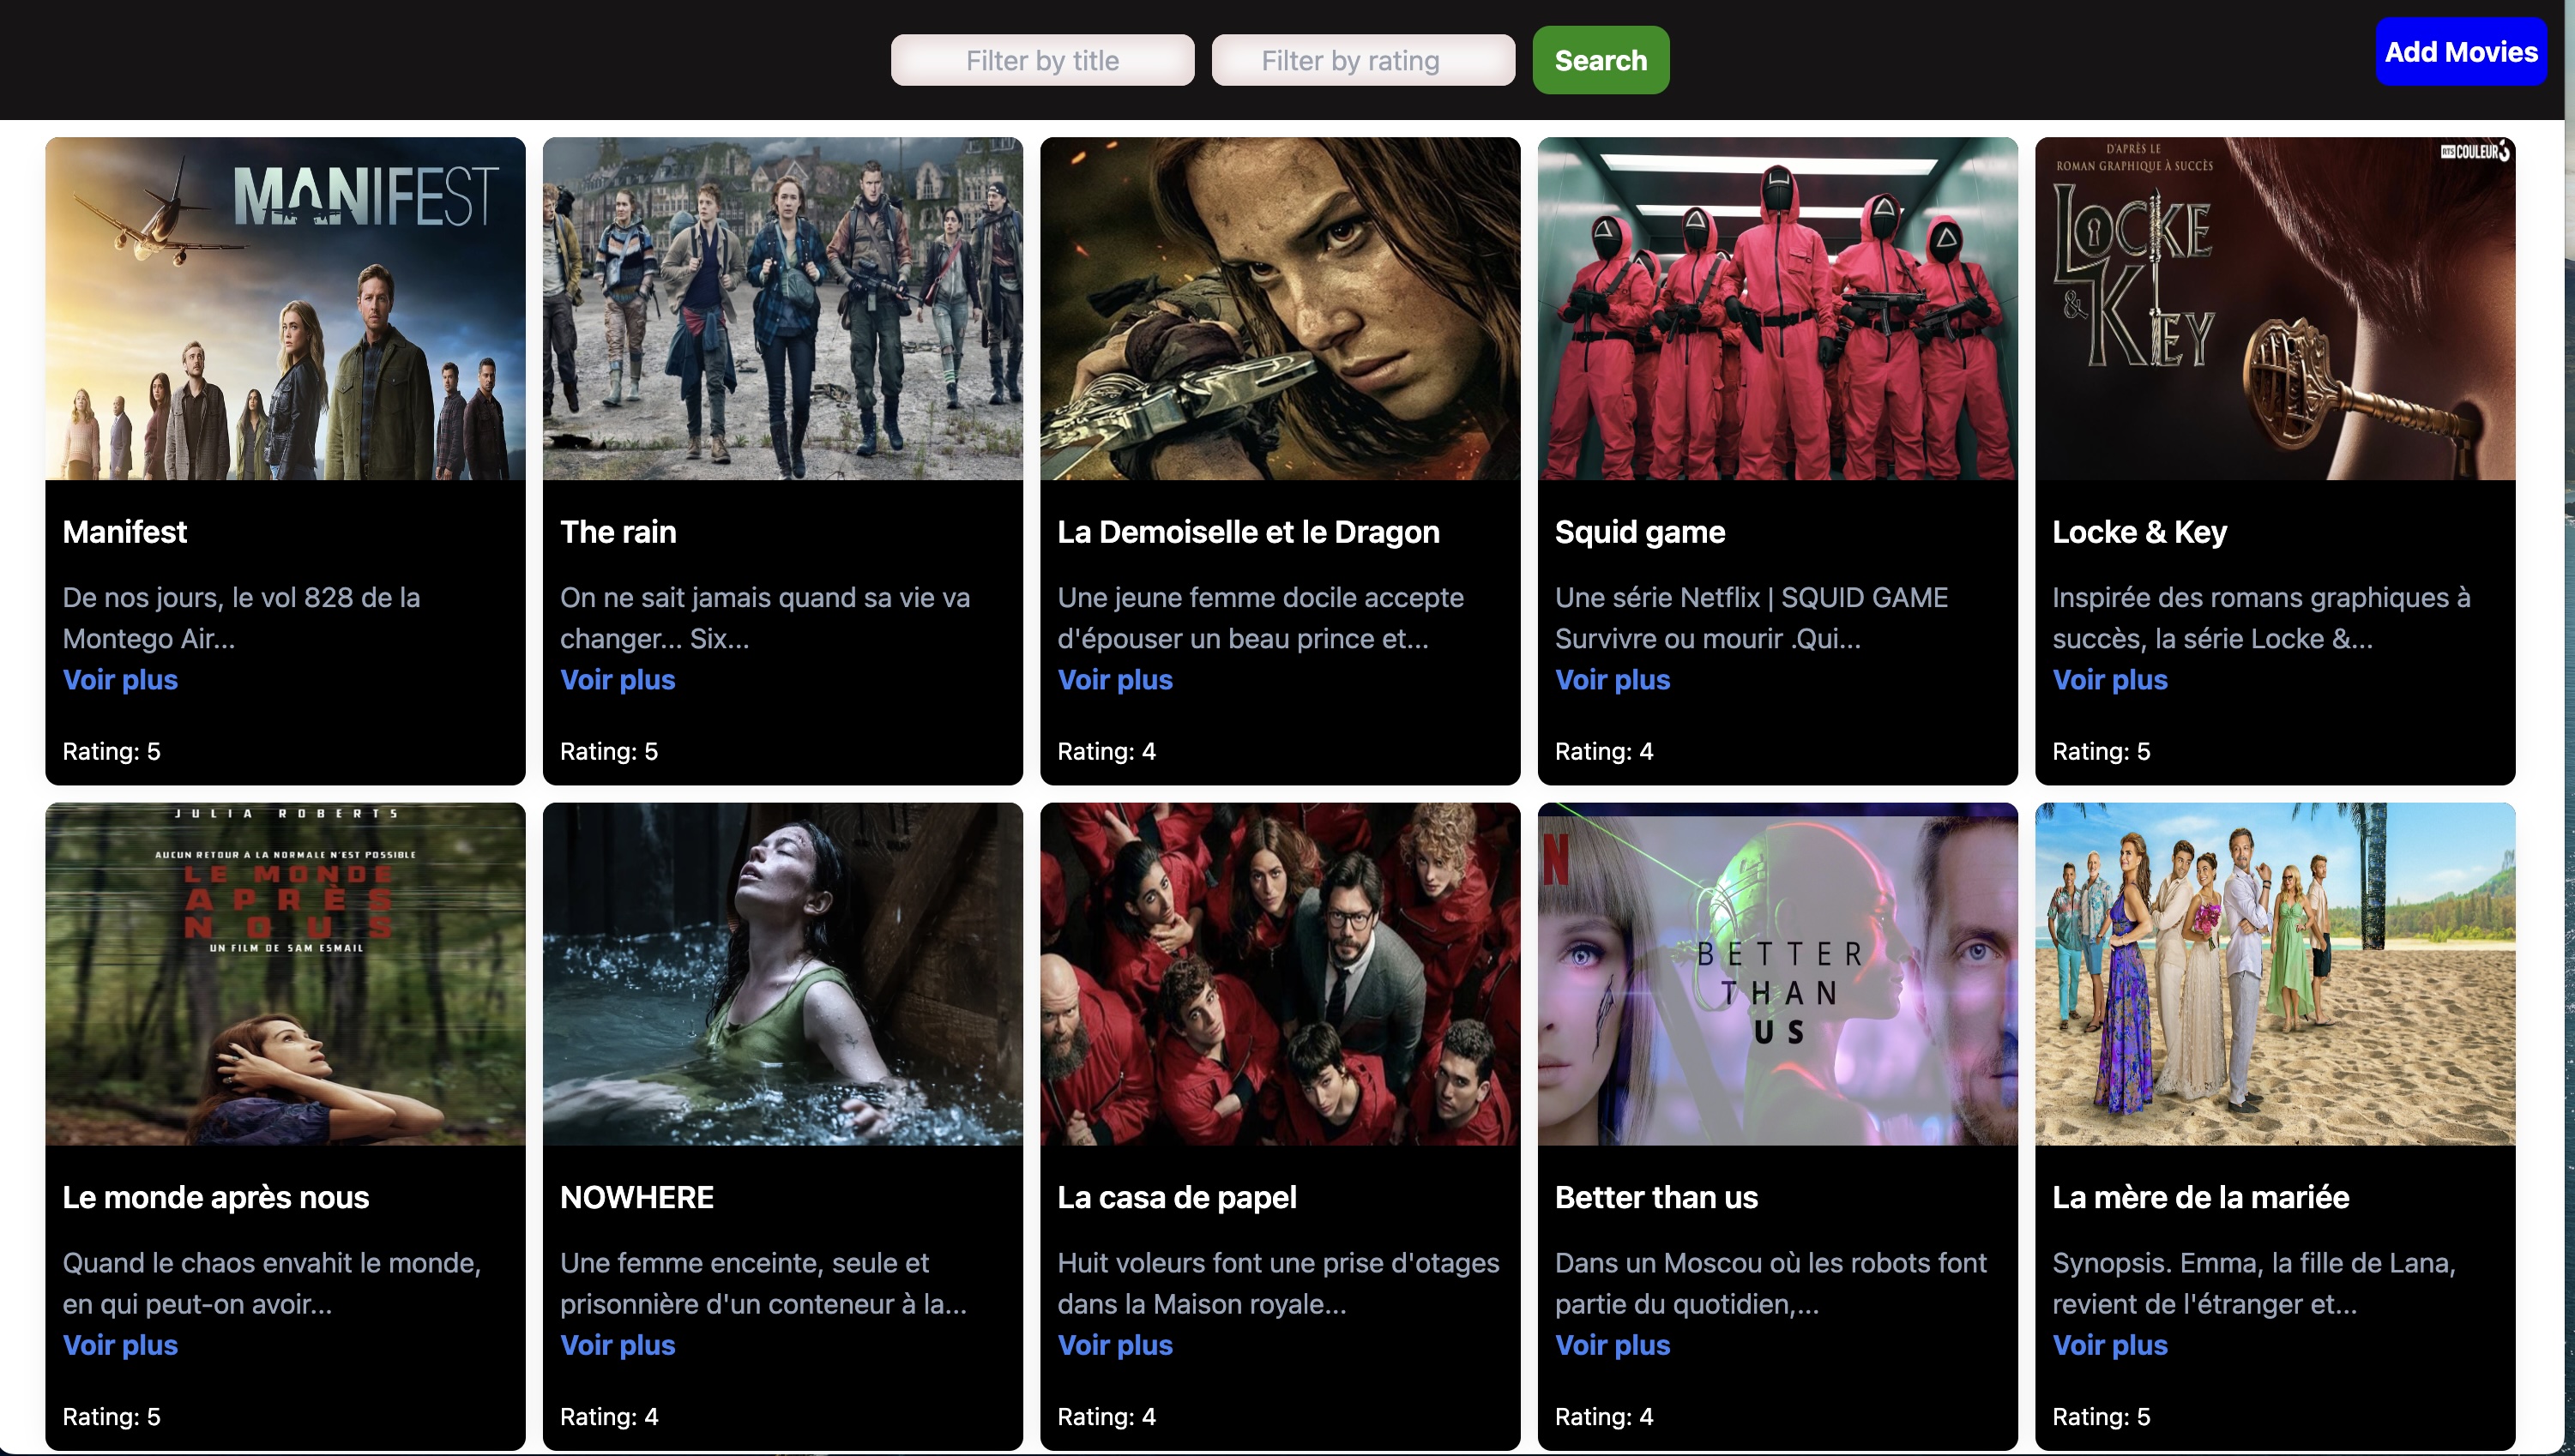 Filter by title
Filter by rating
Search
Add Movies
MANIFEST
D'APRÈS LE
ROMAN GRAPHIQUE À SUCCÈS
RTS COULEUR3
LOCKE
& KEY
Manifest
De nos jours, le vol 828 de la
Montego Air...
Voir plus
Rating: 5
The rain
On ne sait jamais quand sa vie va
changer... Six...
Voir plus
Rating: 5
La Demoiselle et le Dragon
Une jeune femme docile accepte
d'épouser un beau prince et...
Voir plus
Rating: 4
Squid game
Une série Netflix | SQUID GAME
Survivre ou mourir .Qui...
Voir plus
Rating: 4
Locke & Key
Inspirée des romans graphiques à
succès, la série Locke &...
Voir plus
Rating: 5
JULIA ROBERTS
AUCUN RETOUR A LA NORMALE N'EST POSSIBLE
LE MONDE
APRÈS
NOUS
UN FILM DE SAM ESMAIL
N
BETTER
THAN
US
Le monde après nous
Quand le chaos envahit le monde,
en qui peut-on avoir...
Voir plus
Rating: 5
NOWHERE
Une femme enceinte, seule et
prisonnière d'un conteneur à la...
Voir plus
Rating: 4
La casa de papel
Huit voleurs font une prise d'otages
dans la Maison royale...
Voir plus
Rating: 4
Better than us
Dans un Moscou où les robots font
partie du quotidien,...
Voir plus
Rating: 4
La mère de la mariée
Synopsis. Emma, la fille de Lana,
revient de l'étranger et...
Voir plus
Rating: 5